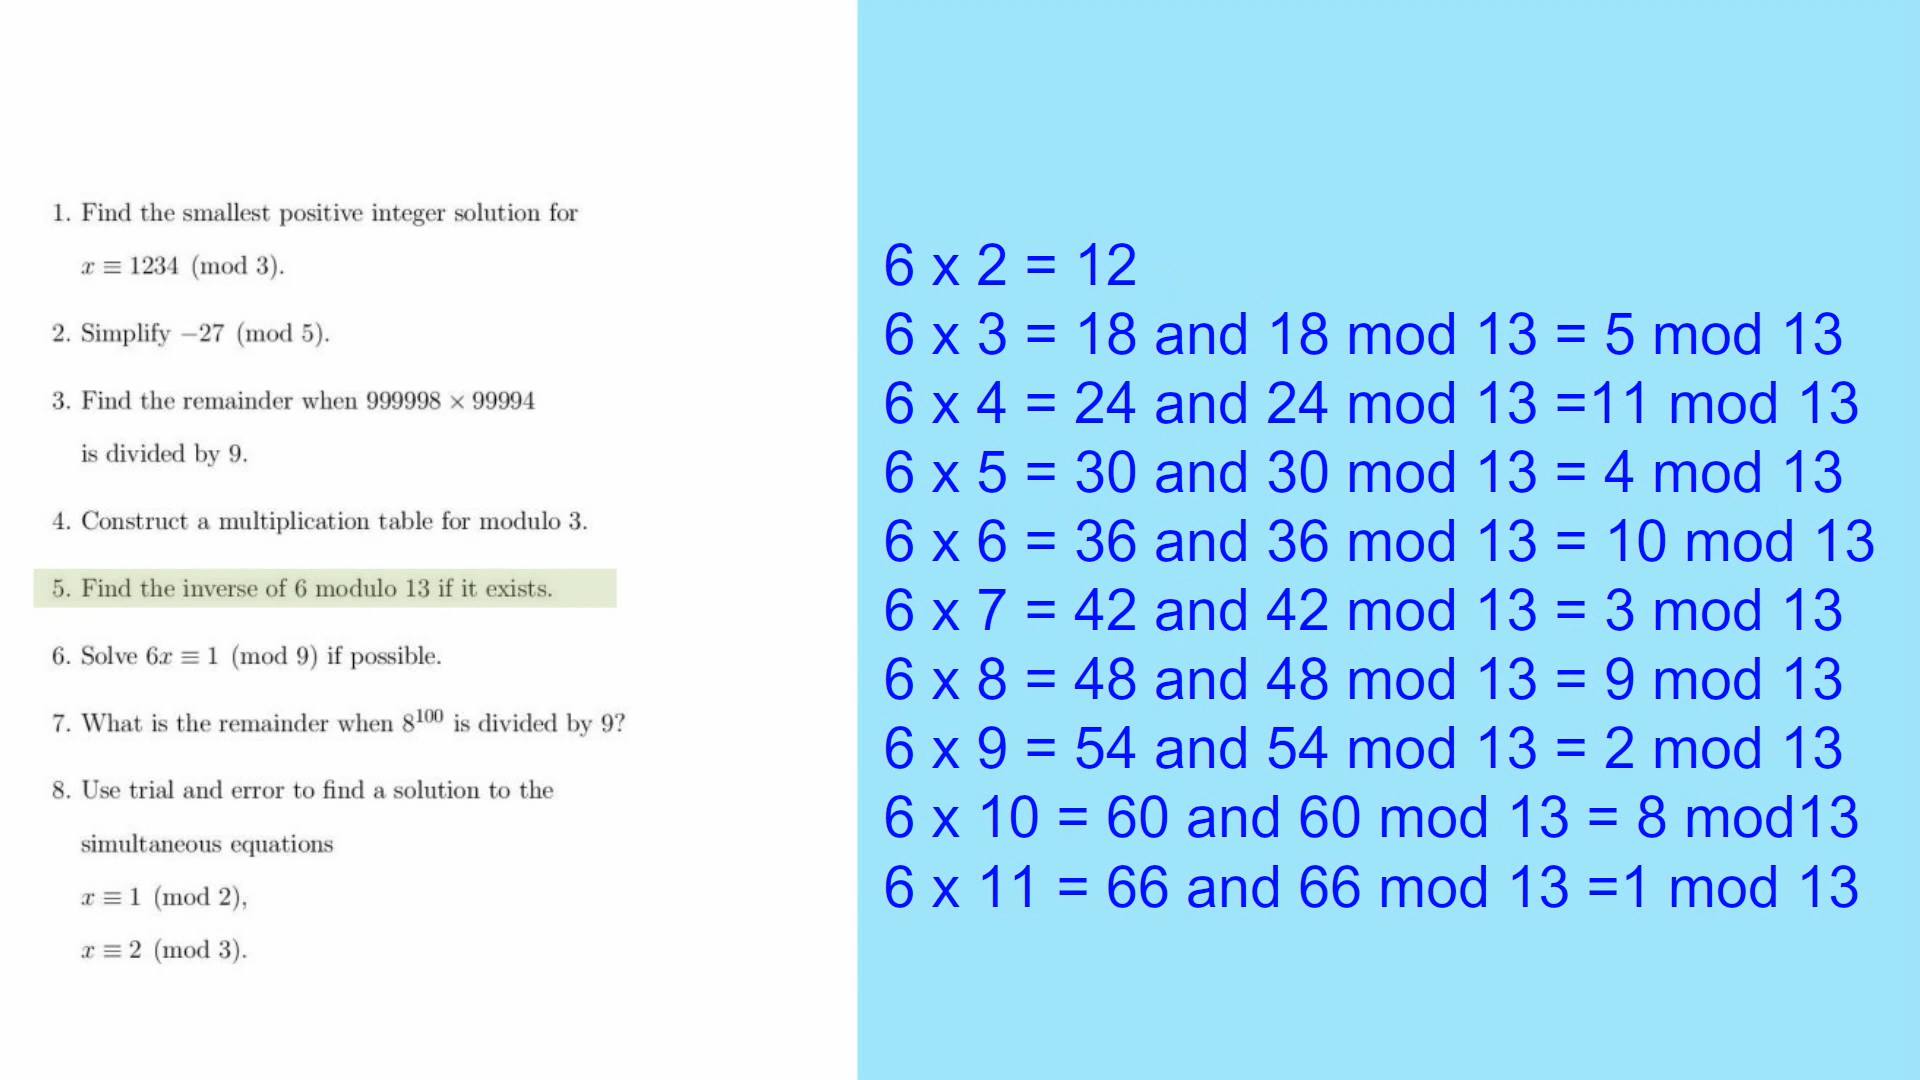 1. Find the smallest positive integer solution for
x ≡ 1234 (mod 3).
2. Simplify −27 (mod 5).
3. Find the remainder when 999998 × 99994
is divided by 9.
4. Construct a multiplication table for modulo 3.
5. Find the inverse of 6 modulo 13 if it exists.
6. Solve 6x ≡ 1 (mod 9) if possible.
7. What is the remainder when 8¹⁰⁰ is divided by 9?
8. Use trial and error to find a solution to the
simultaneous equations
x ≡ 1 (mod 2),
x ≡ 2 (mod 3).
6 x 2 = 12
6 x 3 = 18 and 18 mod 13 = 5 mod 13
6 x 4 = 24 and 24 mod 13 =11 mod 13
6 x 5 = 30 and 30 mod 13 = 4 mod 13
6 x 6 = 36 and 36 mod 13 = 10 mod 13
6 x 7 = 42 and 42 mod 13 = 3 mod 13
6 x 8 = 48 and 48 mod 13 = 9 mod 13
6 x 9 = 54 and 54 mod 13 = 2 mod 13
6 x 10 = 60 and 60 mod 13 = 8 mod13
6 x 11 = 66 and 66 mod 13 =1 mod 13